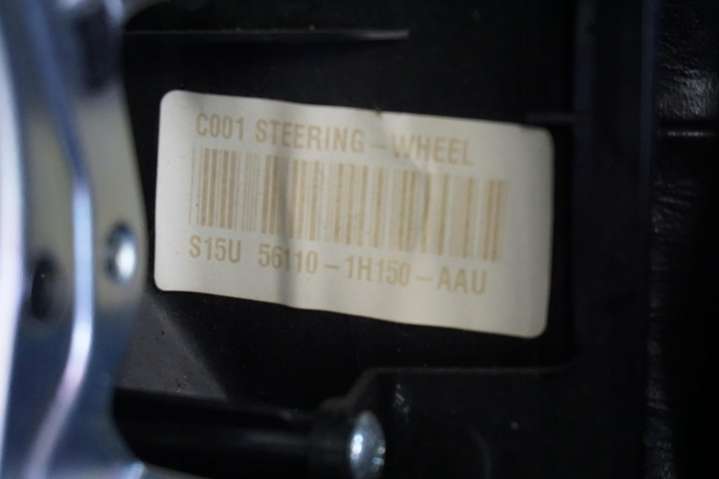 C001 STEERING-WHEEL
S15U 56110-1H150-AAU